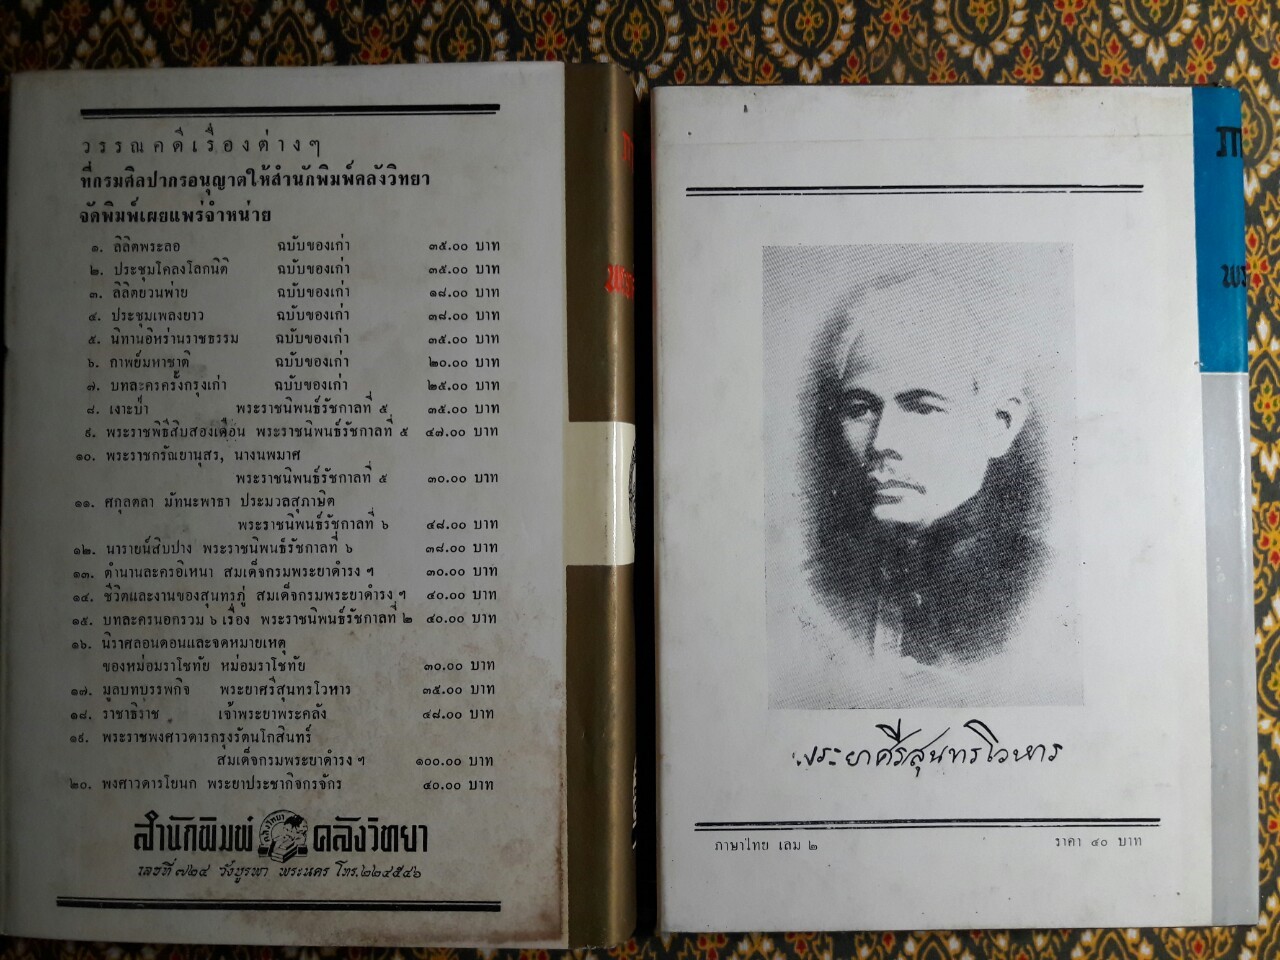 วรรณคดีเรื่องต่างๆ
ที่กรมศิลปากรอนุญาตให้สำนักพิมพ์คลังวิทยา
จัดพิมพ์เผยแพร่จำหน่าย
๑. ลิลิตพระลอ ฉบับของเก่า ๓๕.๐๐ บาท
๒. ประชุมโคลงโลกนิติ ฉบับของเก่า ๓๕.๐๐ บาท
๓. ลิลิตยวนพ่าย ฉบับของเก่า ๑๘.๐๐ บาท
๔. ประชุมเพลงยาว ฉบับของเก่า ๓๘.๐๐ บาท
๕. นิทานอิหร่านราชธรรม ฉบับของเก่า ๓๕.๐๐ บาท
๖. กาพย์มหาชาติ ฉบับของเก่า ๒๐.๐๐ บาท
๗. บทละครครั้งกรุงเก่า ฉบับของเก่า ๒๕.๐๐ บาท
๘. เงาะป่า พระราชนิพนธ์รัชกาลที่ ๕ ๓๕.๐๐ บาท
๙. พระราชพิธีสิบสองเดือน พระราชนิพนธ์รัชกาลที่ ๕ ๔๗.๐๐ บาท
๑๐. พระราชกรัณยานุสร, นางนพมาศ
พระราชนิพนธ์รัชกาลที่ ๕ ๓๐.๐๐ บาท
๑๑. ศกุลตลา มัทนะพาธา ประมวลสุภาษิต
พระราชนิพนธ์รัชกาลที่ ๖ ๔๘.๐๐ บาท
๑๒. นารายน์สิบปาง พระราชนิพนธ์รัชกาลที่ ๖ ๓๘.๐๐ บาท
๑๓. ตำนานละครอิเหนา สมเด็จกรมพระยาดำรง ฯ ๓๐.๐๐ บาท
๑๔. ชีวิตและงานของสุนทรภู่ สมเด็จกรมพระยาดำรง ฯ ๔๐.๐๐ บาท
๑๕. บทละครนอกรวม ๖ เรื่อง พระราชนิพนธ์รัชกาลที่ ๒ ๔๐.๐๐ บาท
๑๖. นิราศลอนดอนและจดหมายเหตุ
ของหม่อมราโชทัย หม่อมราโชทัย ๓๐.๐๐ บาท
๑๗. มูลบทบรรพกิจ พระยาศรีสุนทรโวหาร ๓๕.๐๐ บาท
๑๘. ราชาธิราช เจ้าพระยาพระคลัง ๔๘.๐๐ บาท
๑๙. พระราชพงศาวดารกรุงรัตนโกสินทร์
สมเด็จกรมพระยาดำรง ฯ ๑๐๐.๐๐ บาท
๒๐. พงศาวดารโยนก พระยาประชากิจกรจักร ๔๐.๐๐ บาท
สำนักพิมพ์ คลังวิทยา
เลขที่ ๗๒๔ วังบูรพา พระนคร โทร. ๒๒๔๕๔๖
พระยาศรีสุนทรโวหาร
ภาษาไทย เล่ม ๒ ราคา ๔๐ บาท